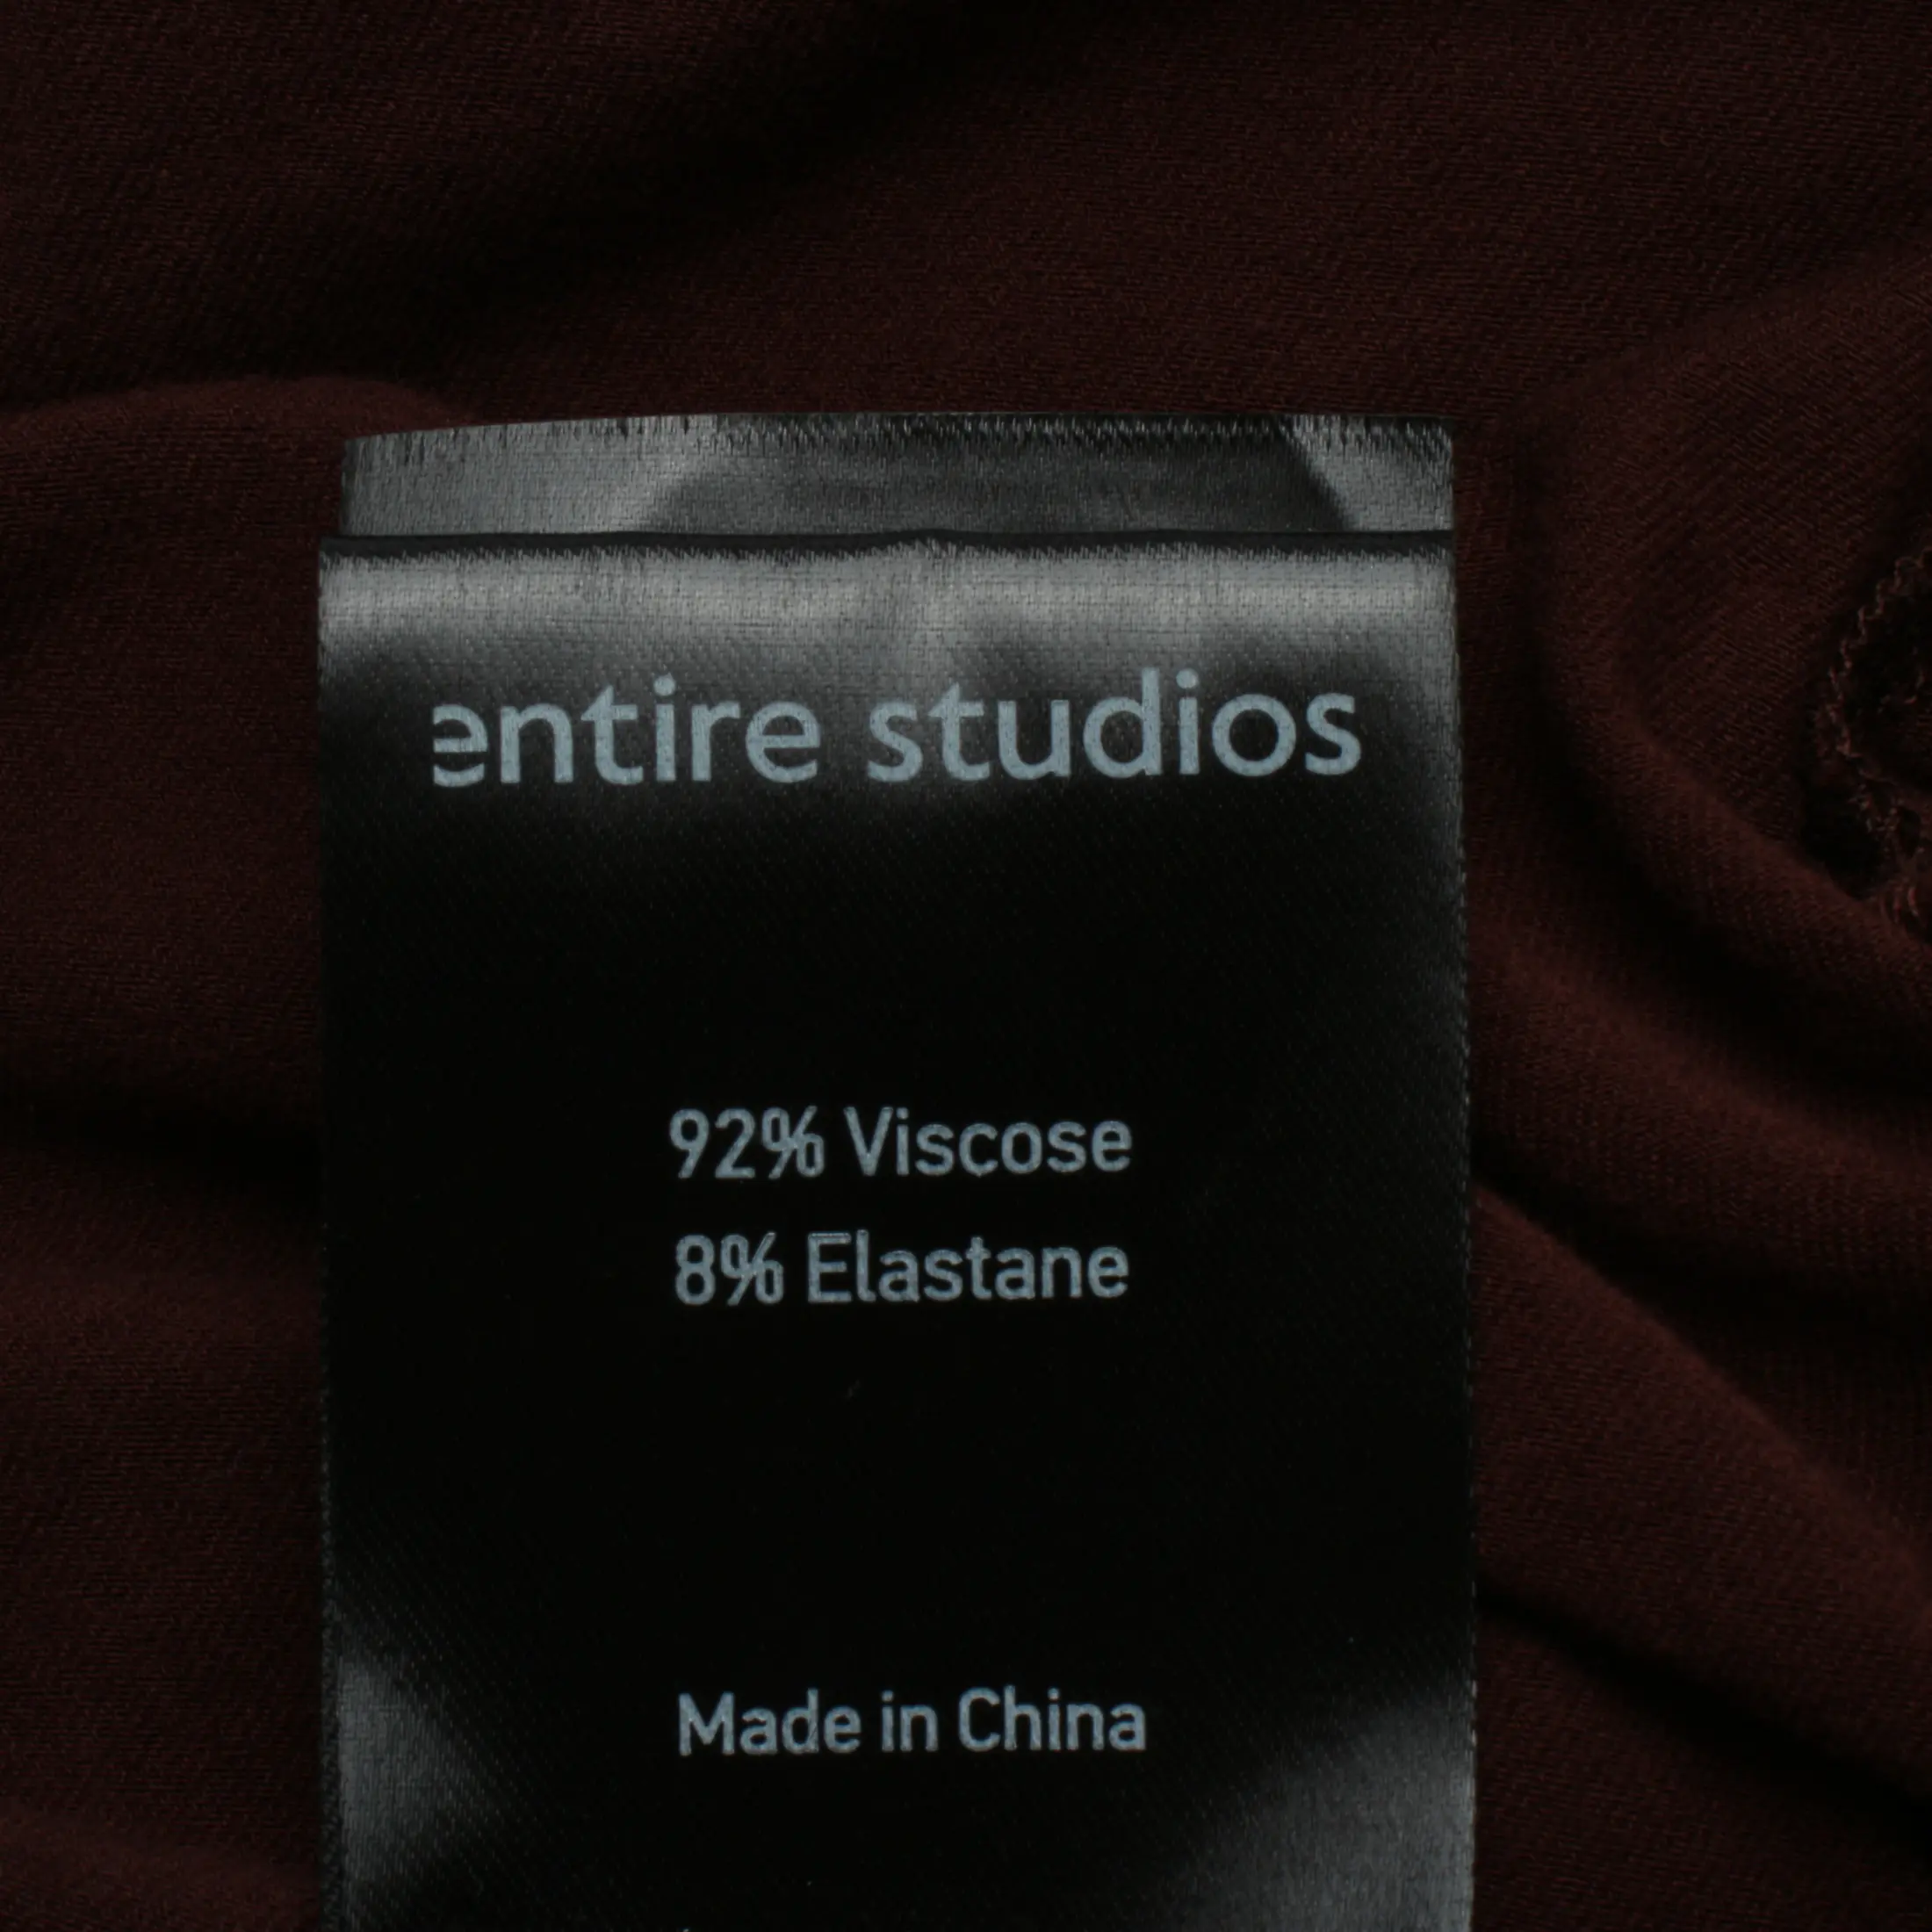 entire studios
92% Viscose
8% Elastane
Made in China